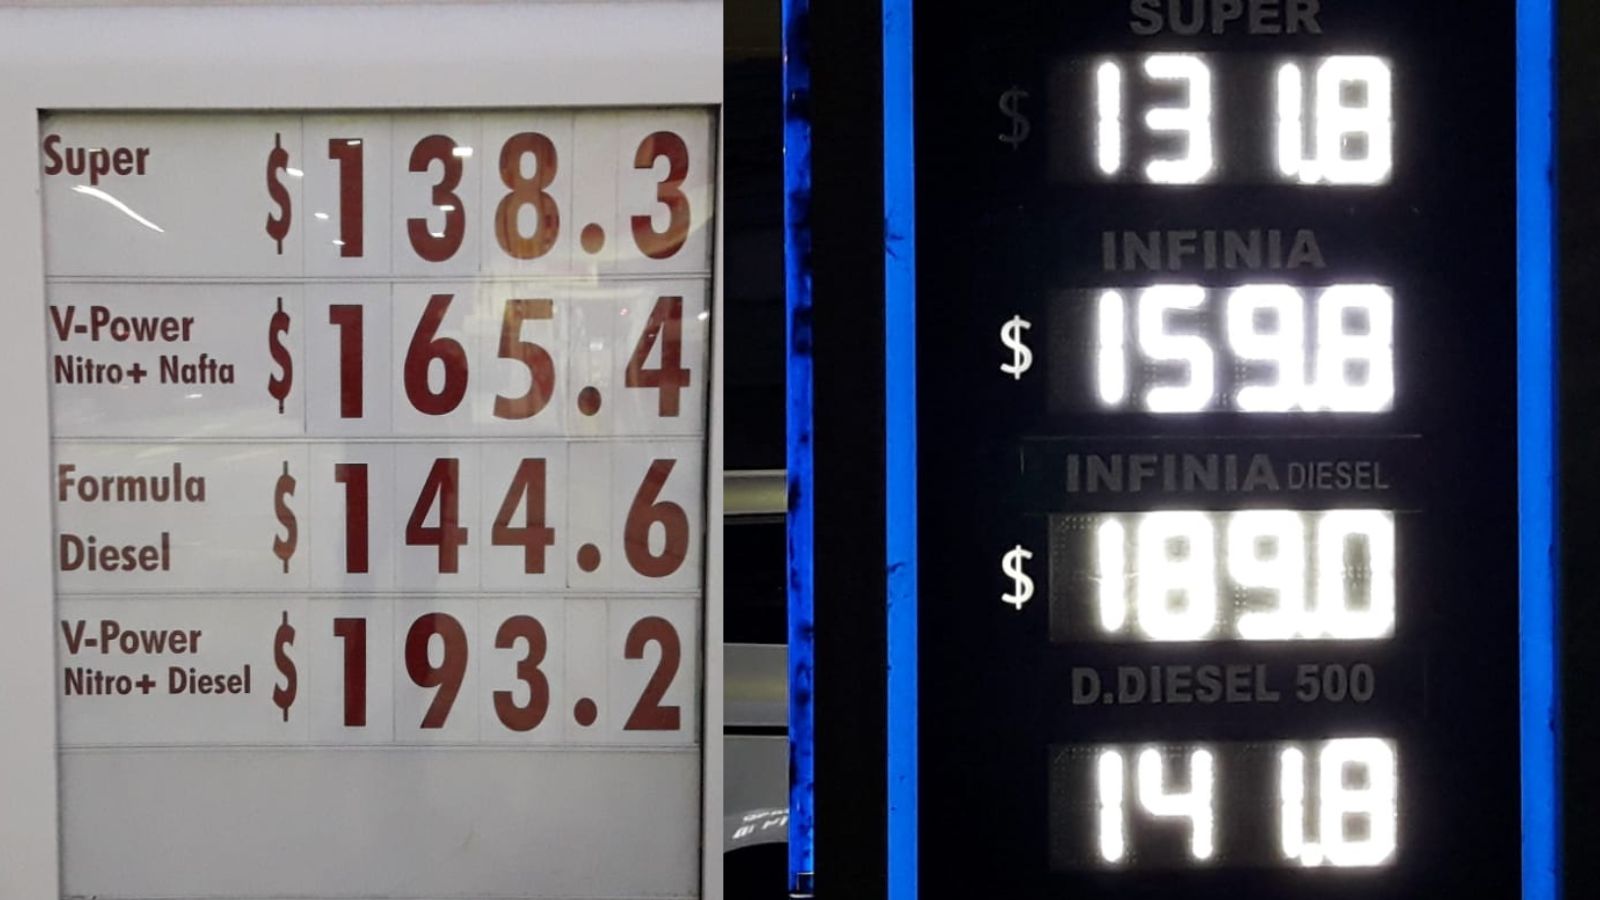 Super $ 138.3
V-Power
Nitro+ Nafta $ 165.4
Formula
Diesel $ 144.6
V-Power
Nitro+ Diesel $ 193.2
SUPER
$ 131.8
INFINIA
$ 159.8
INFINIA DIESEL
$ 189.0
D.DIESEL 500
141.8